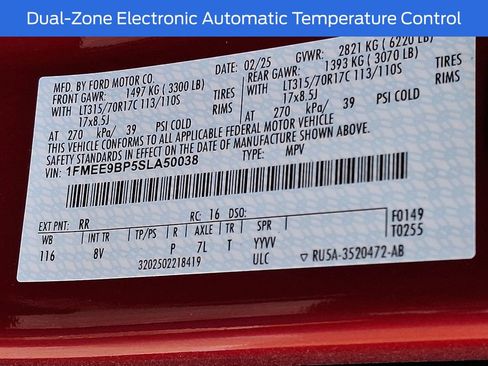 Dual-Zone Electronic Automatic Temperature Control
MFD. BY FORD MOTOR CO.
02/25 GVWR: 2821 KG (6220 LB)
FRONT GAWR: 1497 KG (3300 LB) REAR GAWR: 1393 KG (3070 LB)
WITH LT315/70R17C 113/110S TIRES WITH LT315/70R17C 113/110S TIRES
17x8.5J RIMS 17x8.5J RIMS
AT 270 kPa/ 39 PSI COLD AT 270 kPa/ 39 PSI COLD
THIS VEHICLE CONFORMS TO ALL APPLICABLE FEDERAL MOTOR VEHICLE
SAFETY STANDARDS IN EFFECT ON THE DATE OF MANUFACTURE SHOWN ABOVE.
VIN: 1FMEE9BP5SLA50038 TYPE: MPV
EXT PNT: RR RC: 16 DSO: F0149
WB INT TR TP/PS R AXLE TR SPR T0255
116 8V P 7L T YYVV
3202502218419 ULC ▽ RU5A-3520472-AB